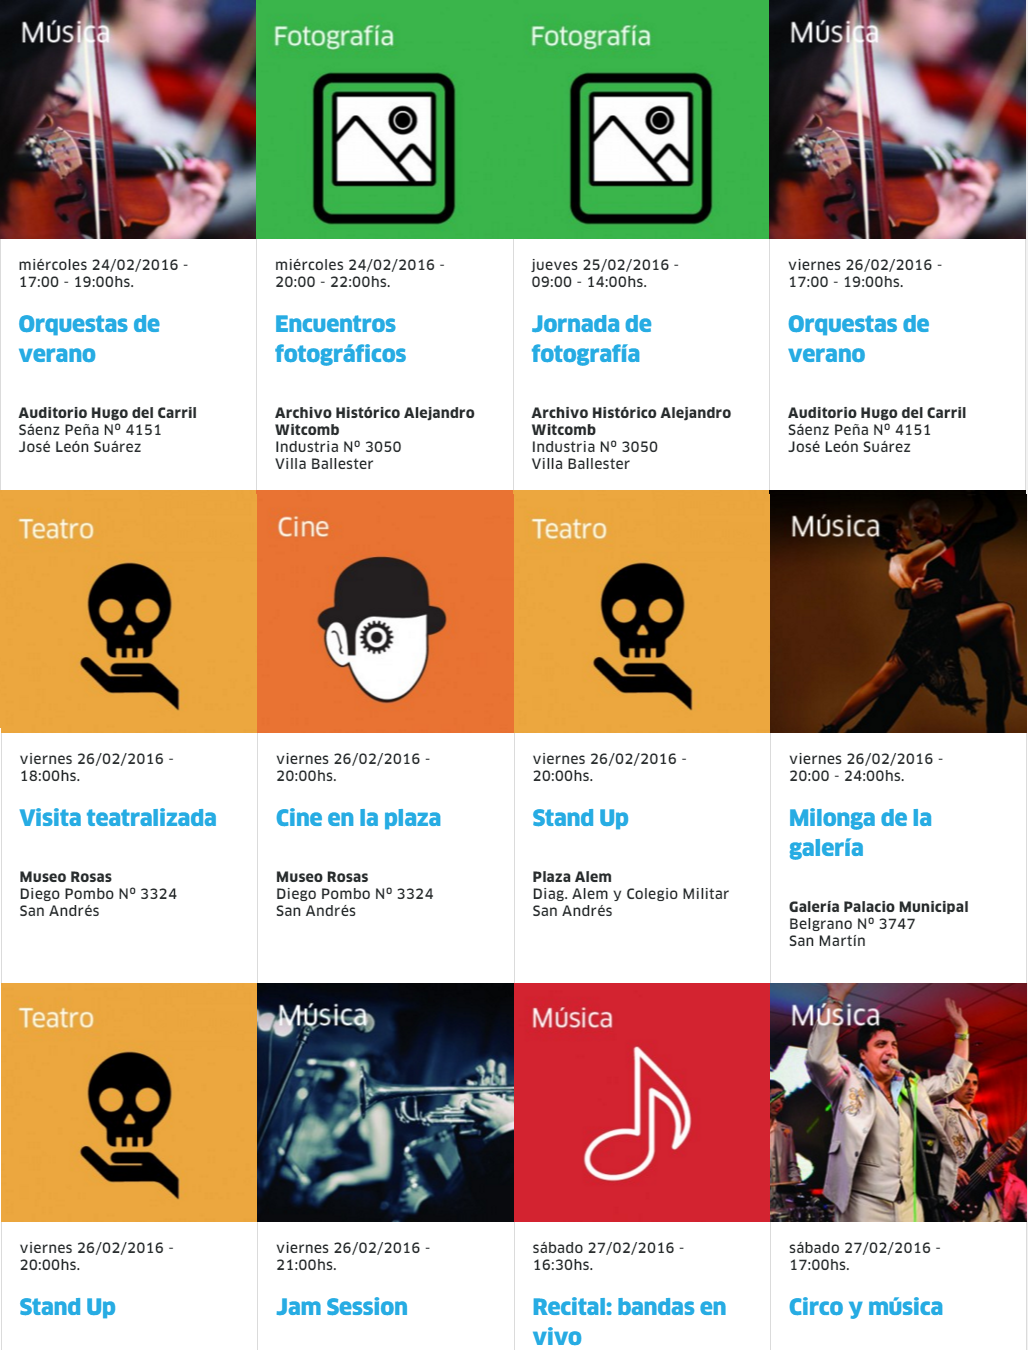 Música
miércoles 24/02/2016 -
17:00 - 19:00hs.
Orquestas de
verano
Auditorio Hugo del Carril
Sáenz Peña Nº 4151
José León Suárez
Fotografía
miércoles 24/02/2016 -
20:00 - 22:00hs.
Encuentros
fotográficos
Archivo Histórico Alejandro
Witcomb
Industria Nº 3050
Villa Ballester
Fotografía
jueves 25/02/2016 -
09:00 - 14:00hs.
Jornada de
fotografía
Archivo Histórico Alejandro
Witcomb
Industria Nº 3050
Villa Ballester
Música
viernes 26/02/2016 -
17:00 - 19:00hs.
Orquestas de
verano
Auditorio Hugo del Carril
Sáenz Peña Nº 4151
José León Suárez
Teatro
viernes 26/02/2016 -
18:00hs.
Visita teatralizada
Museo Rosas
Diego Pombo Nº 3324
San Andrés
Cine
viernes 26/02/2016 -
20:00hs.
Cine en la plaza
Museo Rosas
Diego Pombo Nº 3324
San Andrés
Teatro
viernes 26/02/2016 -
20:00hs.
Stand Up
Plaza Alem
Diag. Alem y Colegio Militar
San Andrés
Música
viernes 26/02/2016 -
20:00 - 24:00hs.
Milonga de la
galería
Galería Palacio Municipal
Belgrano Nº 3747
San Martín
Teatro
viernes 26/02/2016 -
20:00hs.
Stand Up
Música
viernes 26/02/2016 -
21:00hs.
Jam Session
Música
sábado 27/02/2016 -
16:30hs.
Recital: bandas en
vivo
Música
sábado 27/02/2016 -
17:00hs.
Circo y música